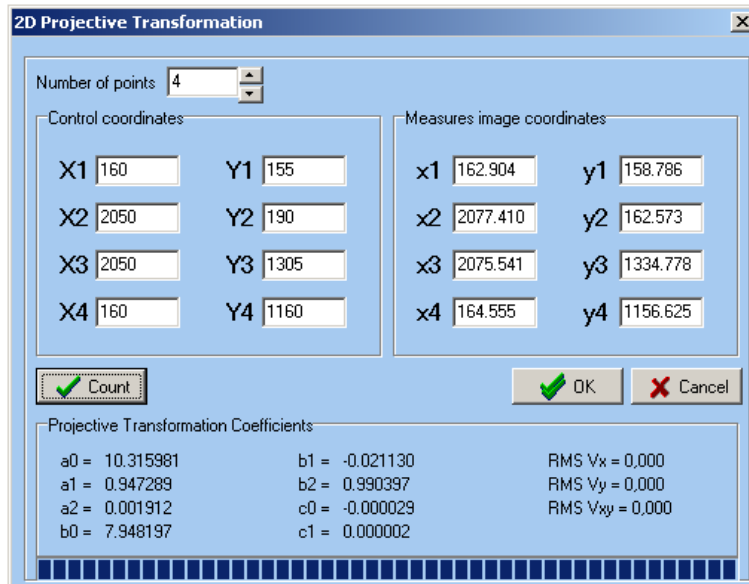 2D Projective Transformation
Number of points 4
Control coordinates
X1 160 Y1 155
X2 2050 Y2 190
X3 2050 Y3 1305
X4 160 Y4 1160
Measures image coordinates
x1 162.904 y1 158.786
x2 2077.410 y2 162.573
x3 2075.541 y3 1334.778
x4 164.555 y4 1156.625
Count OK Cancel
Projective Transformation Coefficients
a0 = 10.315981 b1 = -0.021130 RMS Vx = 0,000
a1 = 0.947289 b2 = 0.990397 RMS Vy = 0,000
a2 = 0.001912 c0 = -0.000029 RMS Vxy = 0,000
b0 = 7.948197 c1 = 0.000002